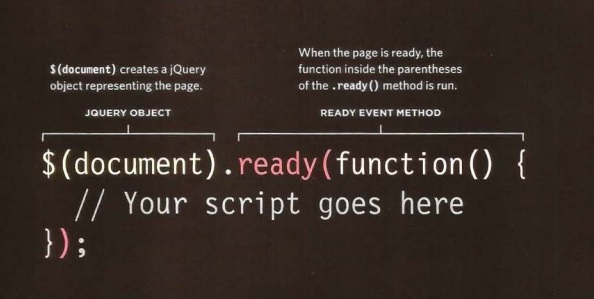 $(document) creates a jQuery
object representing the page.
When the page is ready, the
function inside the parentheses
of the .ready() method is run.
JQUERY OBJECT
READY EVENT METHOD
$(document).ready(function() {
// Your script goes here
});